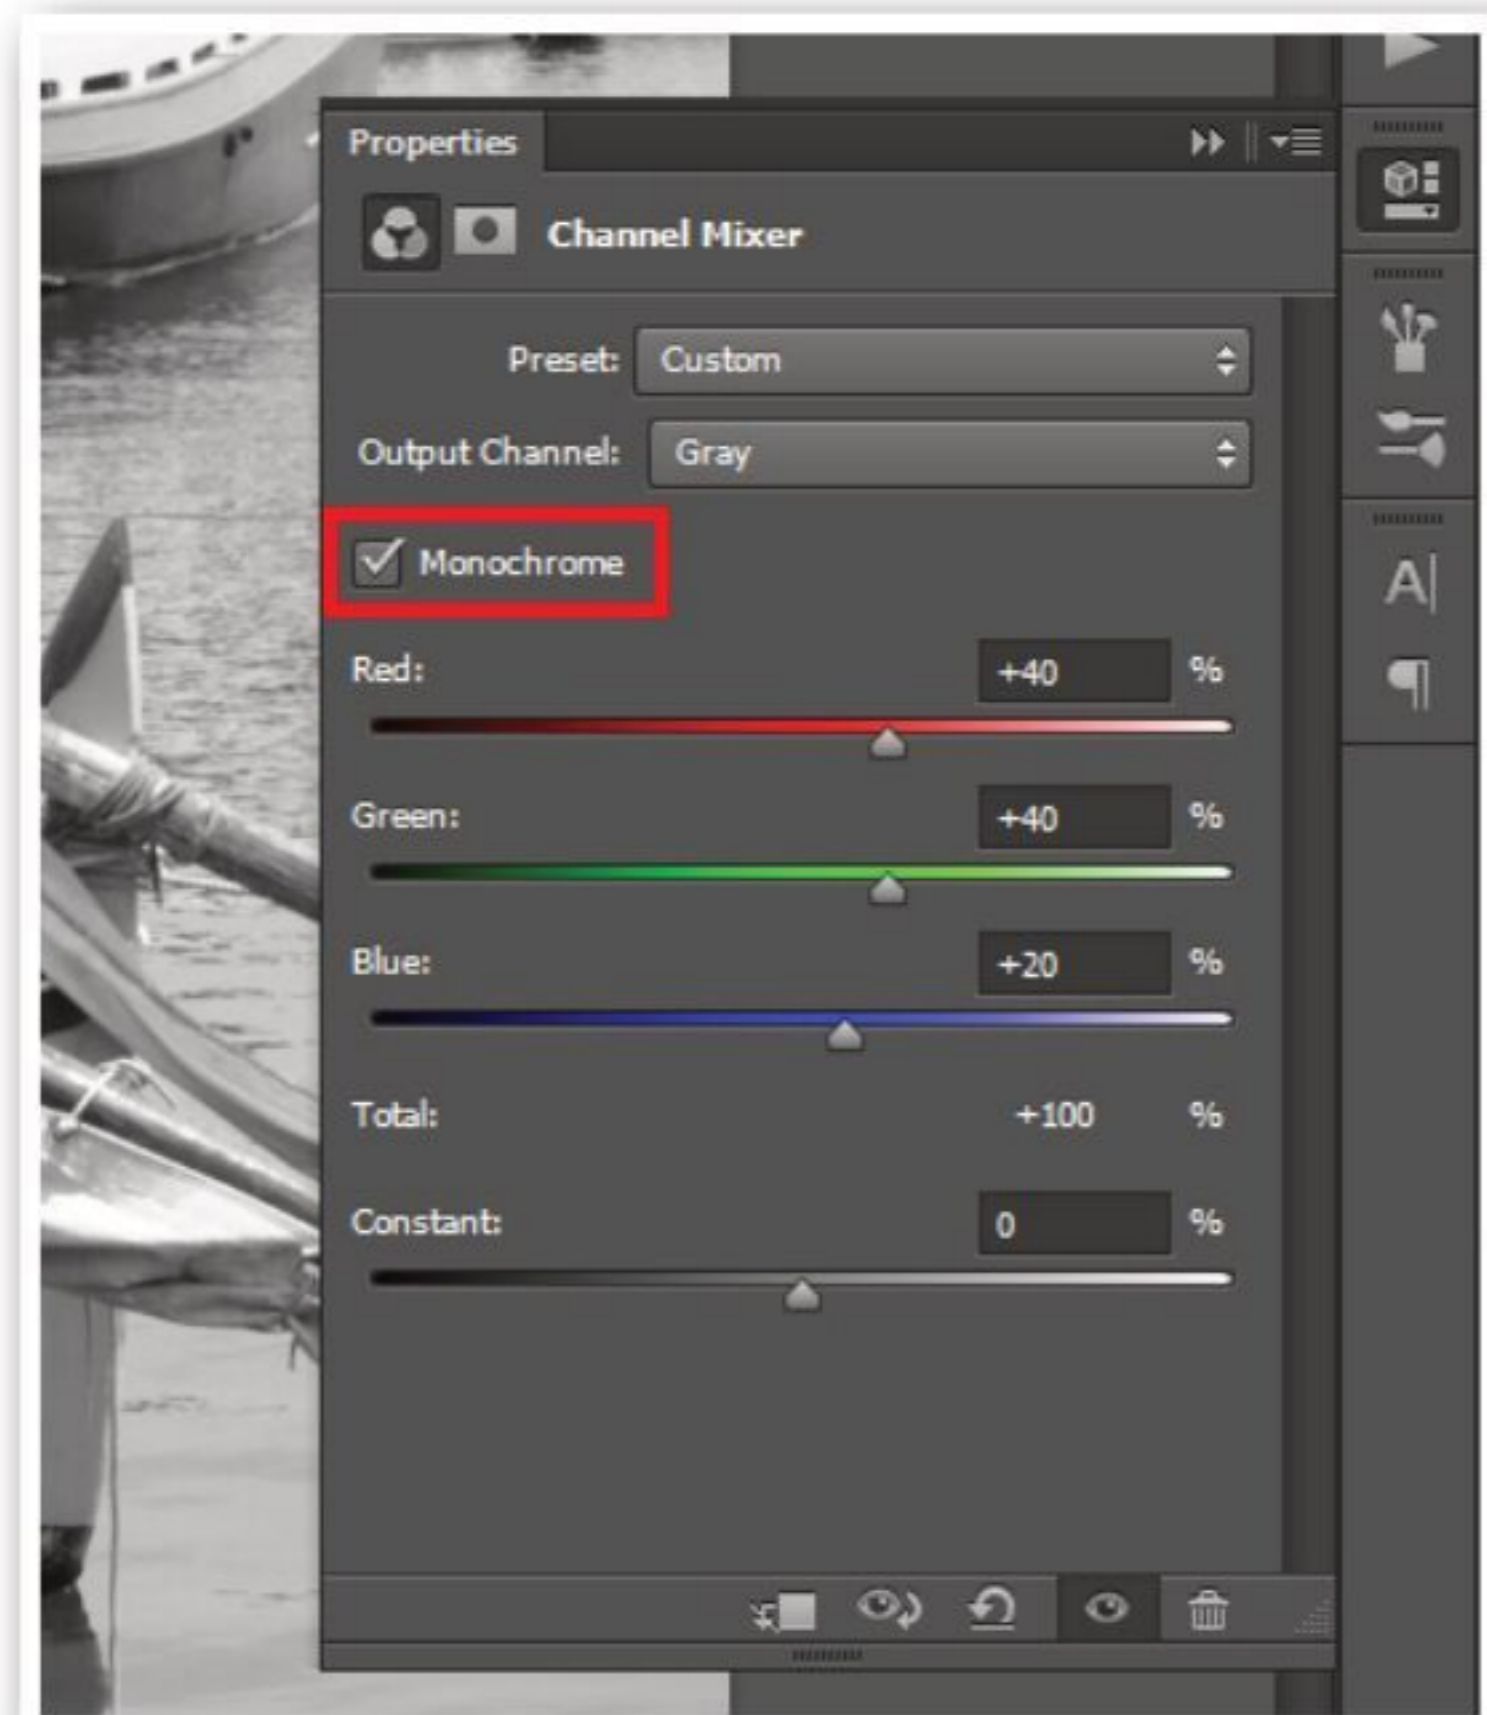 Properties
Channel Mixer
Preset: Custom
Output Channel: Gray
Monochrome
Red: +40 %
Green: +40 %
Blue: +20 %
Total: +100 %
Constant: 0 %
A
¶